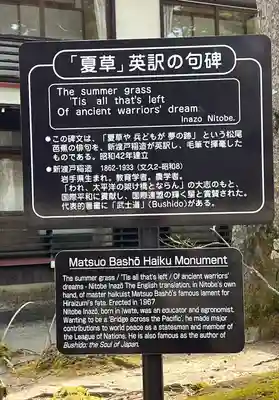 「夏草」英訳の句碑
The summer grass
'Tis all that's left
Of ancient warriors' dream.
Inazo Nitobe.
●この碑文は、「夏草や 兵どもが 夢の跡」という松尾
芭蕉の俳句を、新渡戸稲造が英訳し、毛筆で揮毫した
ものである。昭和42年建立
●新渡戸稲造 1862-1933（文久2-昭和8）
岩手県生まれ。教育学者。農学者。
「われ、太平洋の架け橋とならん」の大志のもと、
国際平和に貢献し、国際連盟の輝く星と賞賛された。
代表的著書に「武士道」（Bushido）がある。
Matsuo Bashō Haiku Monument
The summer grass / 'Tis all that's left / Of ancient warriors'
dream - Nitobe Inazō The English translation, in Nitobe's own
hand, of master haikuist Matsuo Bashō's famous lament for
Hiraizumi's fate. Erected in 1967
Nitobe Inazō, born in Iwate, was an educator and agronomist.
Wanting to be a 'Bridge across the Pacific', he made major
contributions to world peace as a statesman and member of
the League of Nations. He is also famous as the author of
Bushido: the Soul of Japan.